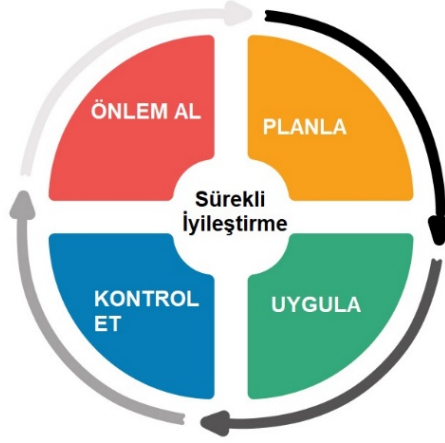 ÖNLEM AL
PLANLA
Sürekli
İyileştirme
KONTROL
ET
UYGULA